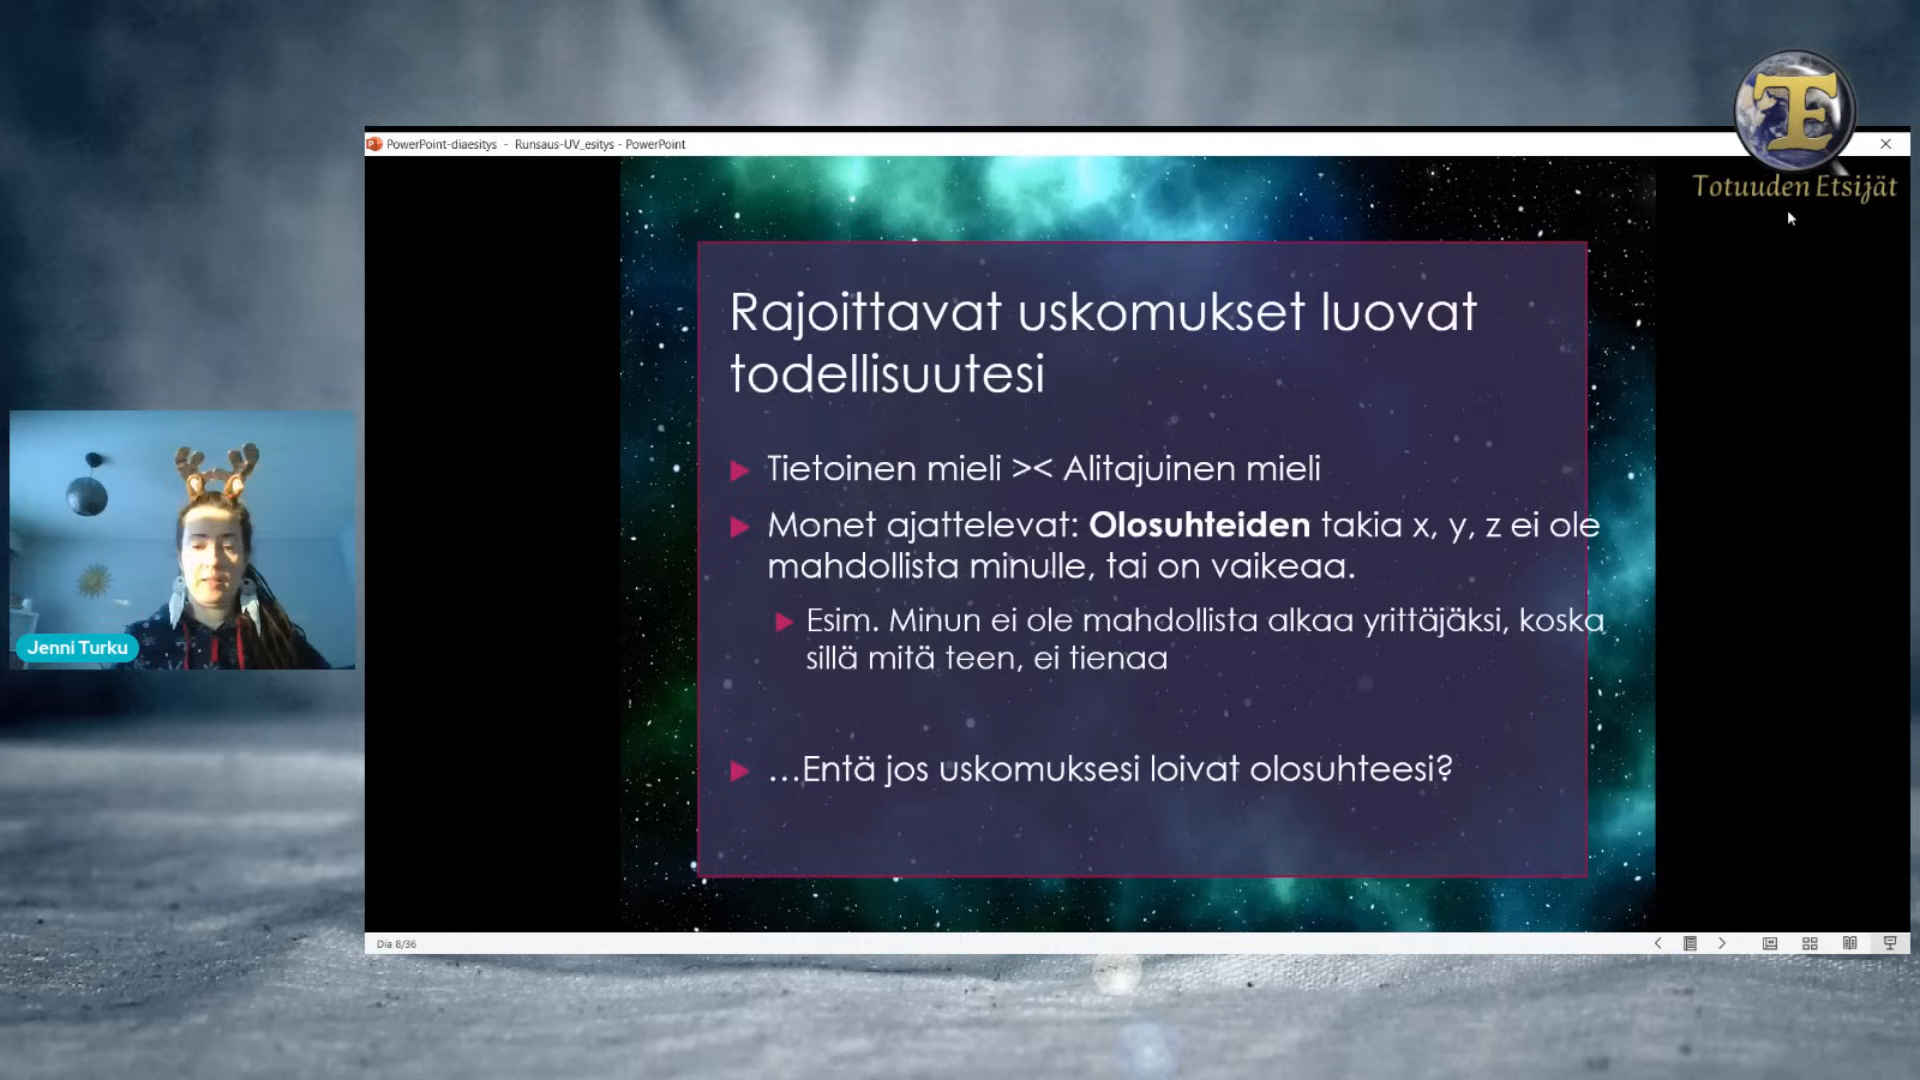 PowerPoint-diaesitys - Runsaus-UV_esitys - PowerPoint
TE
Totuuden Etsijät
Rajoittavat uskomukset luovat
todellisuutesi
Tietoinen mieli >< Alitajuinen mieli
Monet ajattelevat: Olosuhteiden takia x, y, z ei ole
mahdollista minulle, tai on vaikeaa.
Esim. Minun ei ole mahdollista alkaa yrittäjäksi, koska
sillä mitä teen, ei tienaa
...Entä jos uskomuksesi loivat olosuhteesi?
Jenni Turku
Dia 8/36